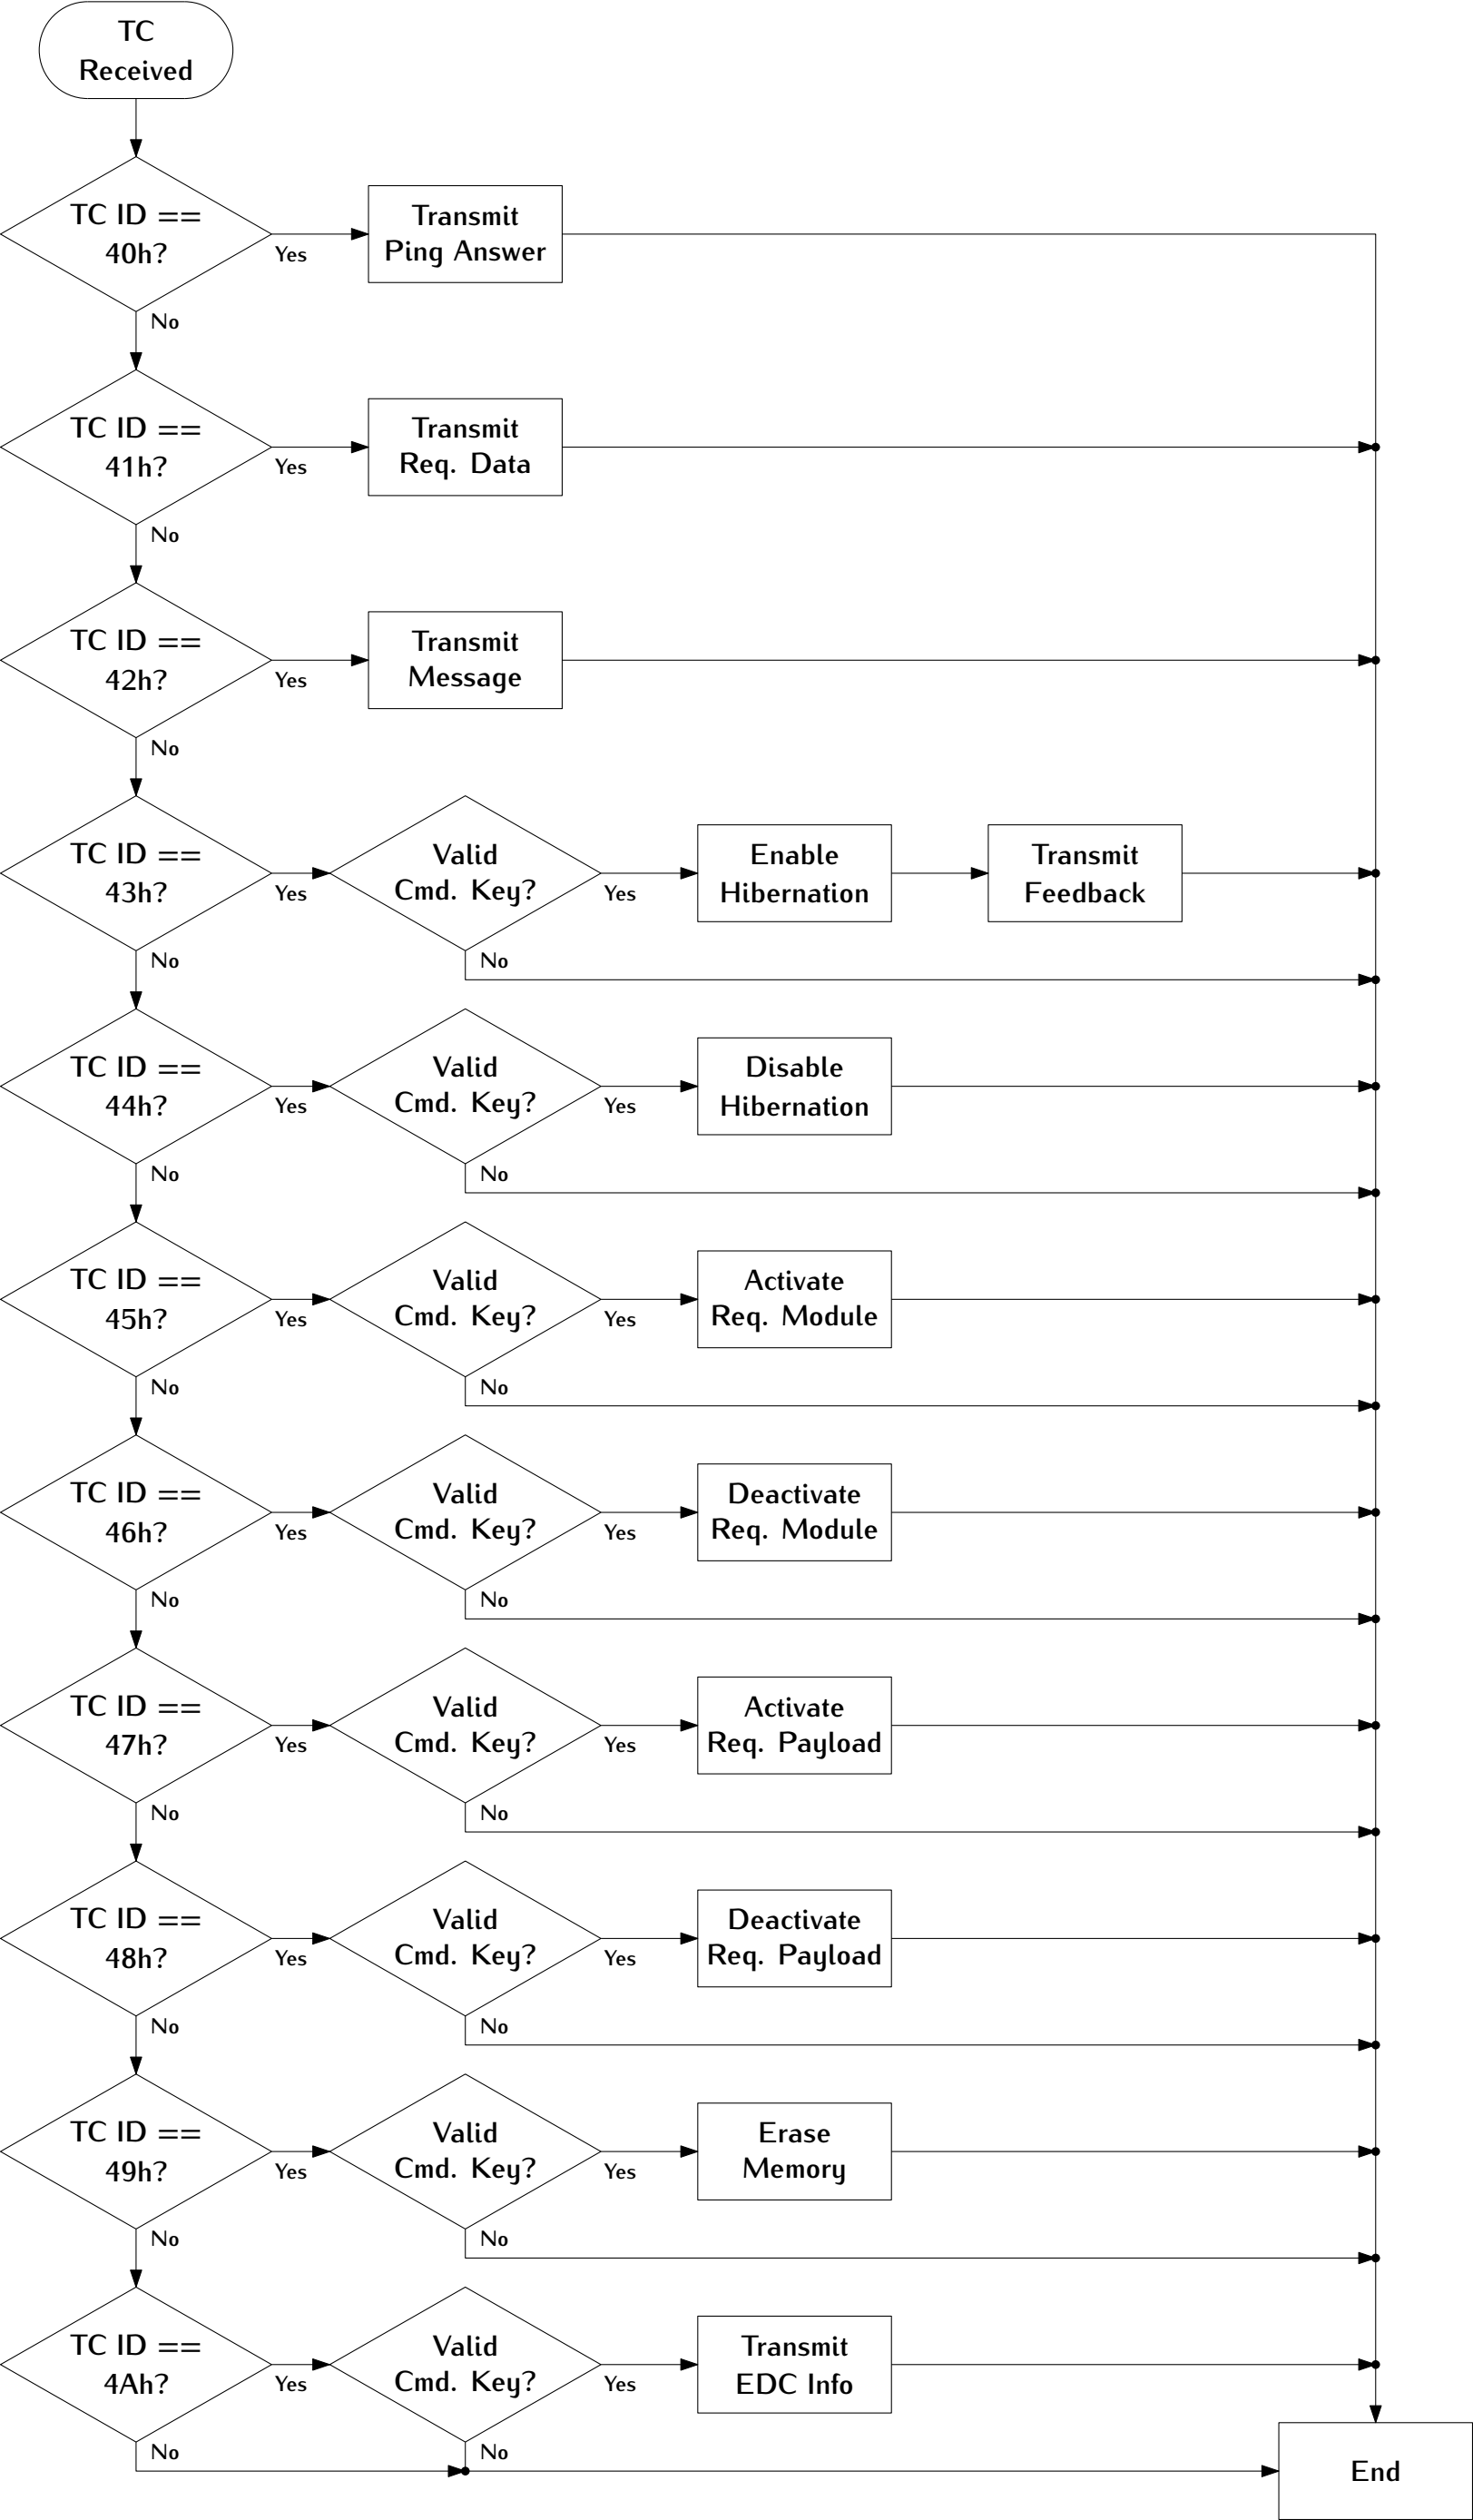 TC
Received
TC ID ==
40h?
Yes
No
Transmit
Ping Answer
TC ID ==
41h?
Yes
No
Transmit
Req. Data
TC ID ==
42h?
Yes
No
Transmit
Message
TC ID ==
43h?
Yes
No
Valid
Cmd. Key?
Yes
No
Enable
Hibernation
Transmit
Feedback
TC ID ==
44h?
Yes
No
Valid
Cmd. Key?
Yes
No
Disable
Hibernation
TC ID ==
45h?
Yes
No
Valid
Cmd. Key?
Yes
No
Activate
Req. Module
TC ID ==
46h?
Yes
No
Valid
Cmd. Key?
Yes
No
Deactivate
Req. Module
TC ID ==
47h?
Yes
No
Valid
Cmd. Key?
Yes
No
Activate
Req. Payload
TC ID ==
48h?
Yes
No
Valid
Cmd. Key?
Yes
No
Deactivate
Req. Payload
TC ID ==
49h?
Yes
No
Valid
Cmd. Key?
Yes
No
Erase
Memory
TC ID ==
4Ah?
Yes
No
Valid
Cmd. Key?
Yes
No
Transmit
EDC Info
End